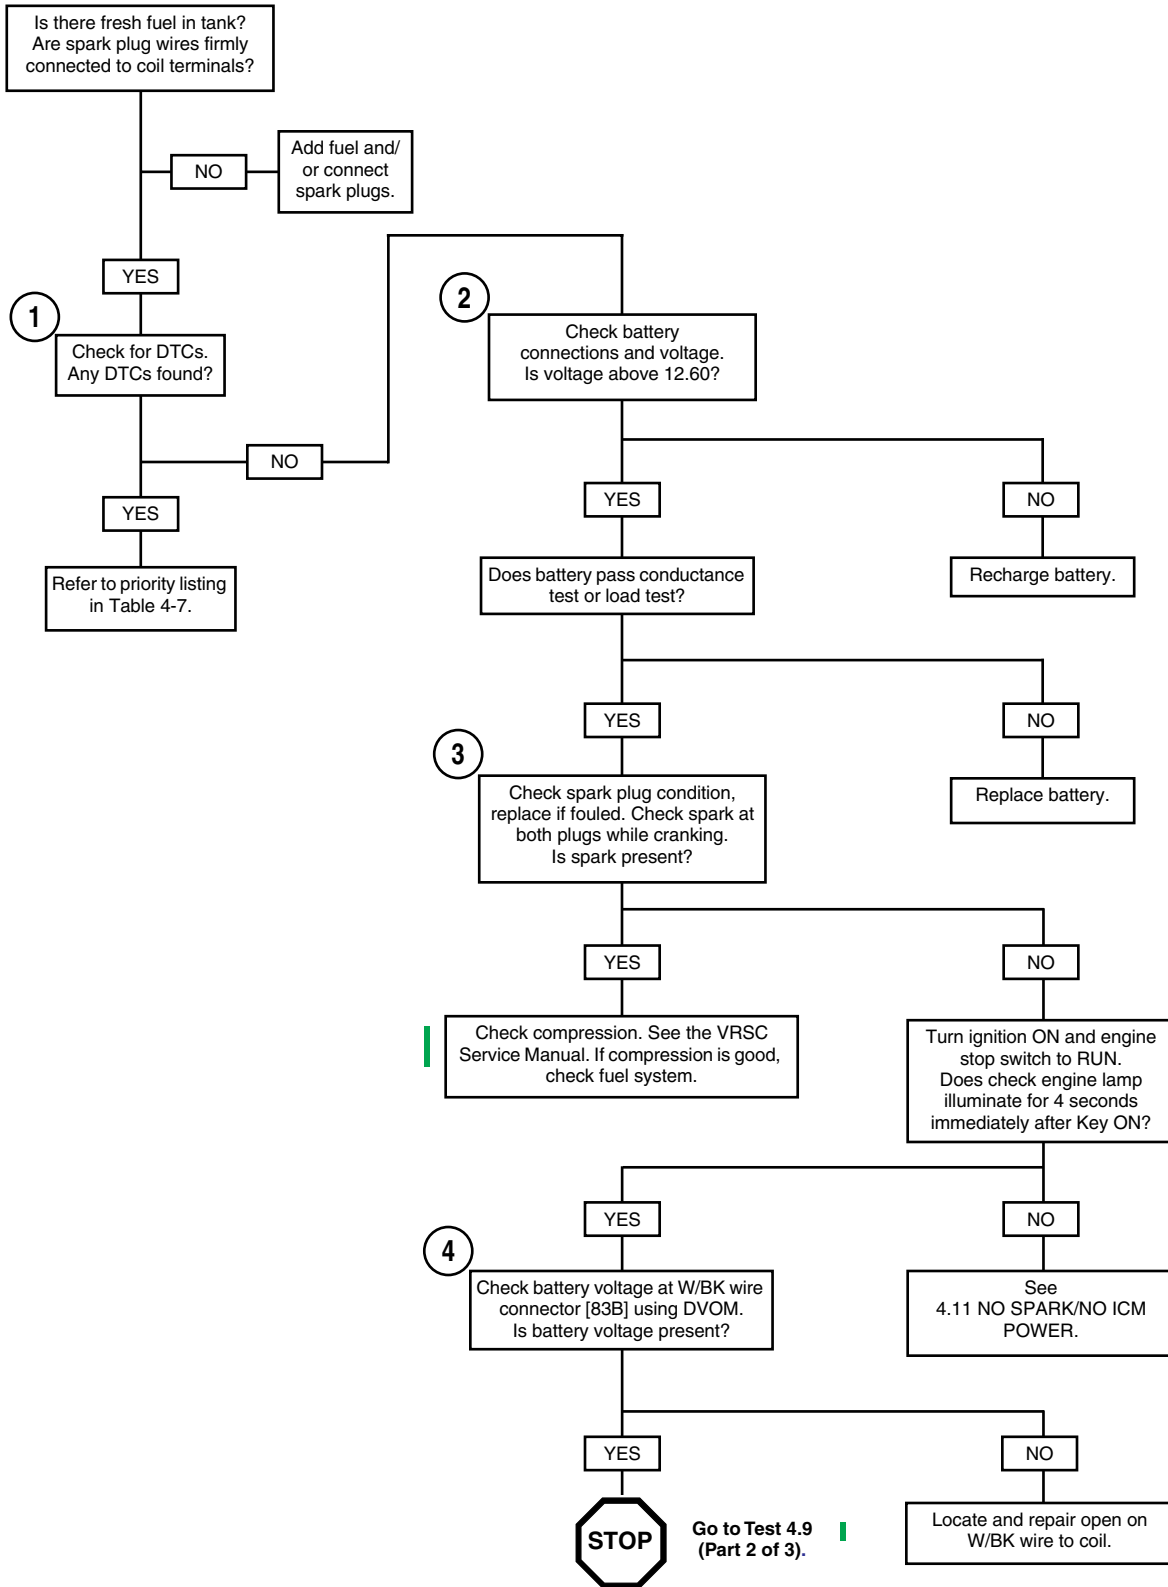 Is there fresh fuel in tank?
Are spark plug wires firmly
connected to coil terminals?
NO
Add fuel and/
or connect
spark plugs.
YES
1
Check for DTCs.
Any DTCs found?
NO
YES
Refer to priority listing
in Table 4-7.
2
Check battery
connections and voltage.
Is voltage above 12.60?
YES
NO
Does battery pass conductance
test or load test?
Recharge battery.
YES
NO
3
Check spark plug condition,
replace if fouled. Check spark at
both plugs while cranking.
Is spark present?
Replace battery.
YES
NO
Check compression. See the VRSC
Service Manual. If compression is good,
check fuel system.
Turn ignition ON and engine
stop switch to RUN.
Does check engine lamp
illuminate for 4 seconds
immediately after Key ON?
YES
NO
4
Check battery voltage at W/BK wire
connector [83B] using DVOM.
Is battery voltage present?
See
4.11 NO SPARK/NO ICM
POWER.
YES
NO
STOP
Go to Test 4.9
(Part 2 of 3).
Locate and repair open on
W/BK wire to coil.